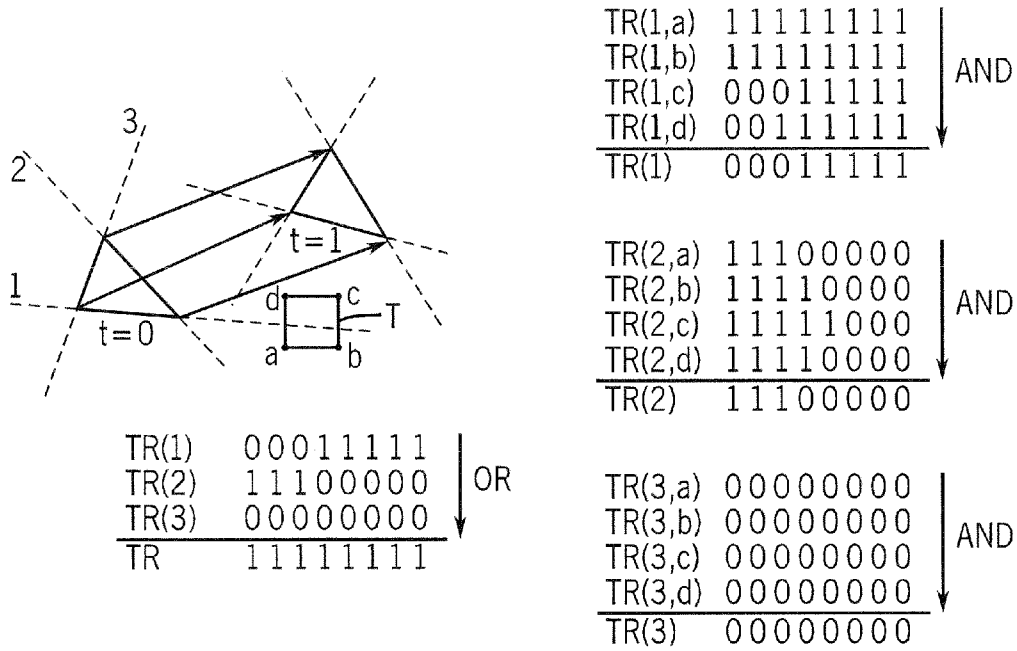 3
2
1
t=0
t=1
d
c
T
a
b
TR(1) 00011111
TR(2) 11100000
TR(3) 00000000
OR
TR 11111111
TR(1,a) 11111111
TR(1,b) 11111111
TR(1,c) 00011111
TR(1,d) 00111111
AND
TR(1) 00011111
TR(2,a) 11100000
TR(2,b) 11110000
TR(2,c) 11111000
TR(2,d) 11110000
AND
TR(2) 11100000
TR(3,a) 00000000
TR(3,b) 00000000
TR(3,c) 00000000
TR(3,d) 00000000
AND
TR(3) 00000000